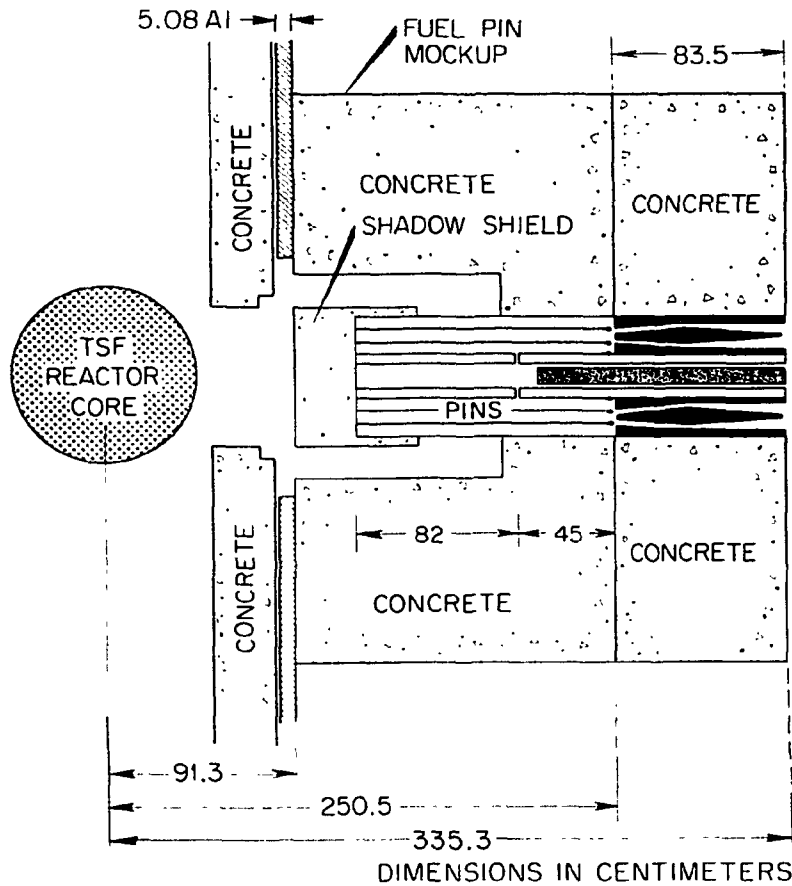 5.08 Al
FUEL PIN
MOCKUP
83.5
CONCRETE
CONCRETE
CONCRETE
SHADOW SHIELD
TSF
REACTOR
CORE
PINS
82
45
CONCRETE
CONCRETE
CONCRETE
91.3
250.5
335.3
DIMENSIONS IN CENTIMETERS